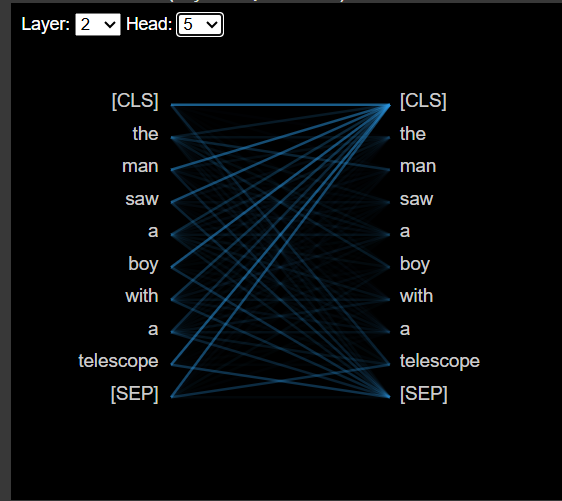 Layer: 2 Head: 5
[CLS] [CLS]
the the
man man
saw saw
a a
boy boy
with with
a a
telescope telescope
[SEP] [SEP]